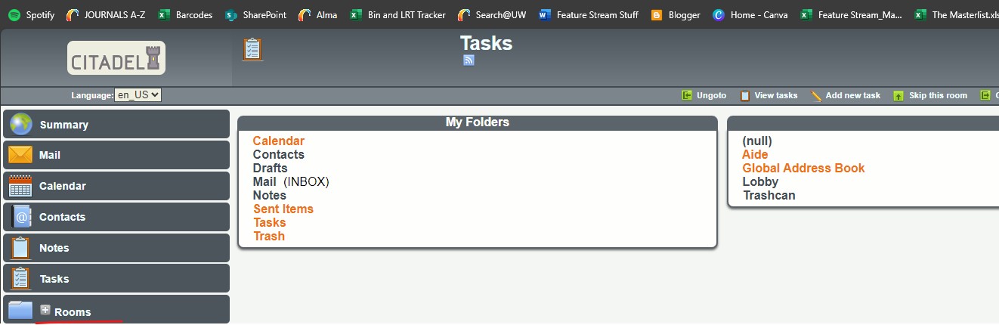 Spotify JOURNALS A-Z Barcodes SharePoint Alma Bin and LRT Tracker Search@UW Feature Stream Stuff Blogger Home - Canva Feature Stream_Ma... The Masterlist.xls
CITADEL
Tasks
Language: en_US
Ungoto View tasks Add new task Skip this room
Summary
Mail
Calendar
Contacts
Notes
Tasks
Rooms
My Folders
Calendar
Contacts
Drafts
Mail (INBOX)
Notes
Sent Items
Tasks
Trash
(null)
Aide
Global Address Book
Lobby
Trashcan